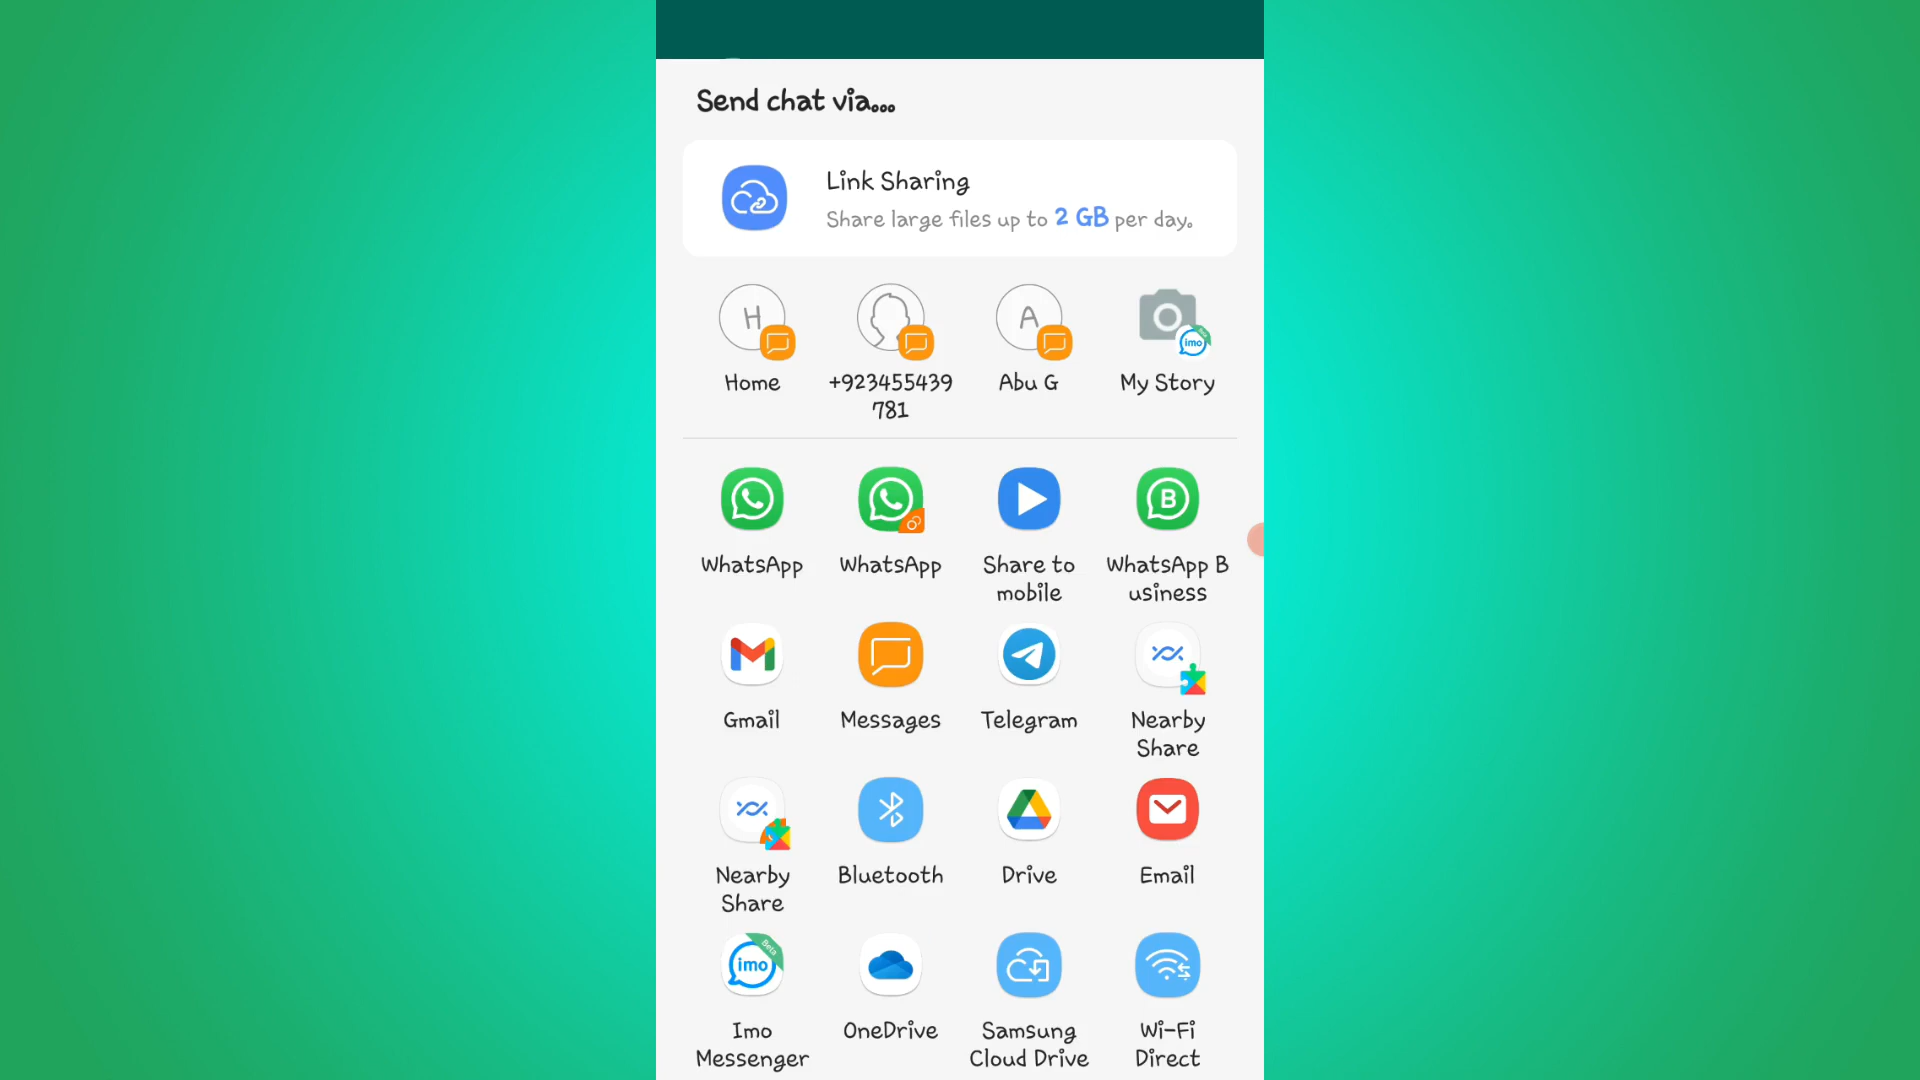 Send chat via...
Link Sharing
Share large files up to 2 GB per day.
H
A
imo
Home
+923455439
781
Abu G
My Story
B
WhatsApp
WhatsApp
Share to
mobile
WhatsApp B
usiness
Gmail
Messages
Telegram
Nearby
Share
Nearby
Share
Bluetooth
Drive
Email
Beta
imo
Imo
Messenger
OneDrive
Samsung
Cloud Drive
Wi-Fi
Direct